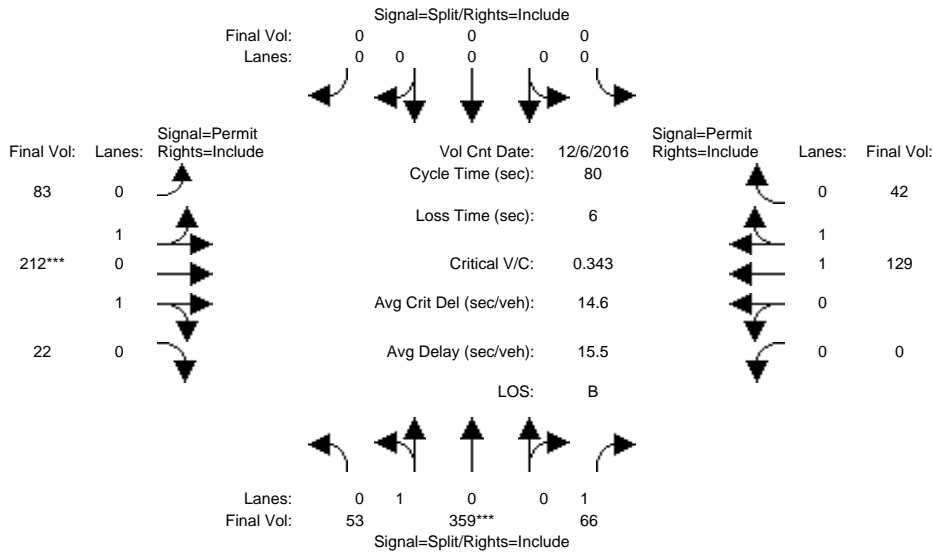 Signal=Split/Rights=Include
Final Vol: 0 0 0
Lanes: 0 0 0 0 0
Signal=Permit
Final Vol: Lanes: Rights=Include
Vol Cnt Date: 12/6/2016
Signal=Permit
Rights=Include Lanes: Final Vol:
Cycle Time (sec): 80
83 0
0 42
Loss Time (sec): 6
1
1
212*** 0
Critical V/C: 0.343
1 129
1
Avg Crit Del (sec/veh): 14.6
0
22 0
Avg Delay (sec/veh): 15.5
0 0
LOS: B
Lanes: 0 1 0 0 1
Final Vol: 53 359*** 66
Signal=Split/Rights=Include